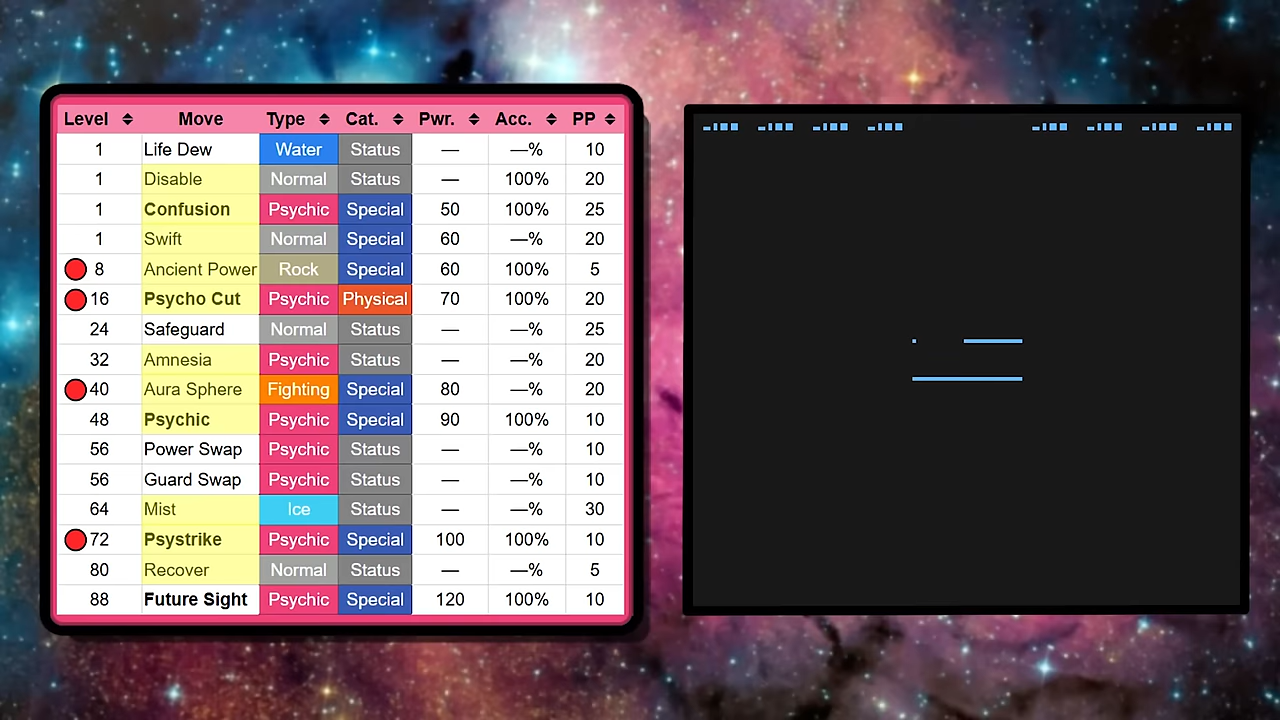 Level Move Type Cat. Pwr. Acc. PP
1 Life Dew Water Status — —% 10
1 Disable Normal Status — 100% 20
1 Confusion Psychic Special 50 100% 25
1 Swift Normal Special 60 —% 20
8 Ancient Power Rock Special 60 100% 5
16 Psycho Cut Psychic Physical 70 100% 20
24 Safeguard Normal Status — —% 25
32 Amnesia Psychic Status — —% 20
40 Aura Sphere Fighting Special 80 —% 20
48 Psychic Psychic Special 90 100% 10
56 Power Swap Psychic Status — —% 10
56 Guard Swap Psychic Status — —% 10
64 Mist Ice Status — —% 30
72 Psystrike Psychic Special 100 100% 10
80 Recover Normal Status — —% 5
88 Future Sight Psychic Special 120 100% 10